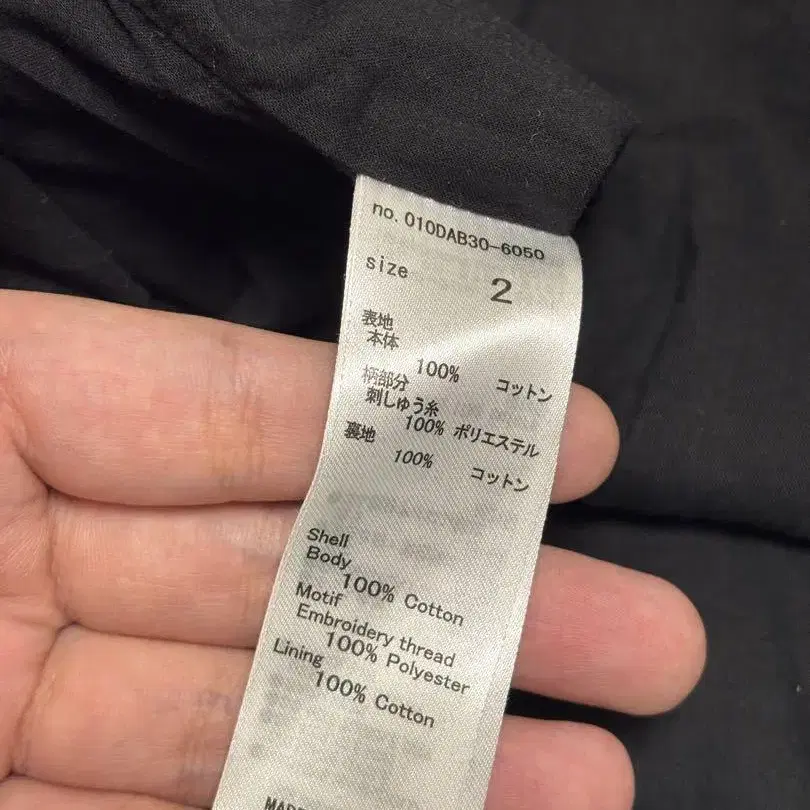 no. 010DAB30-6050
size 2
表地
本体
100% コットン
柄部分
刺しゅう糸
100% ポリエステル
裏地
100% コットン
Shell
Body
100% Cotton
Motif
Embroidery thread
100% Polyester
Lining
100% Cotton